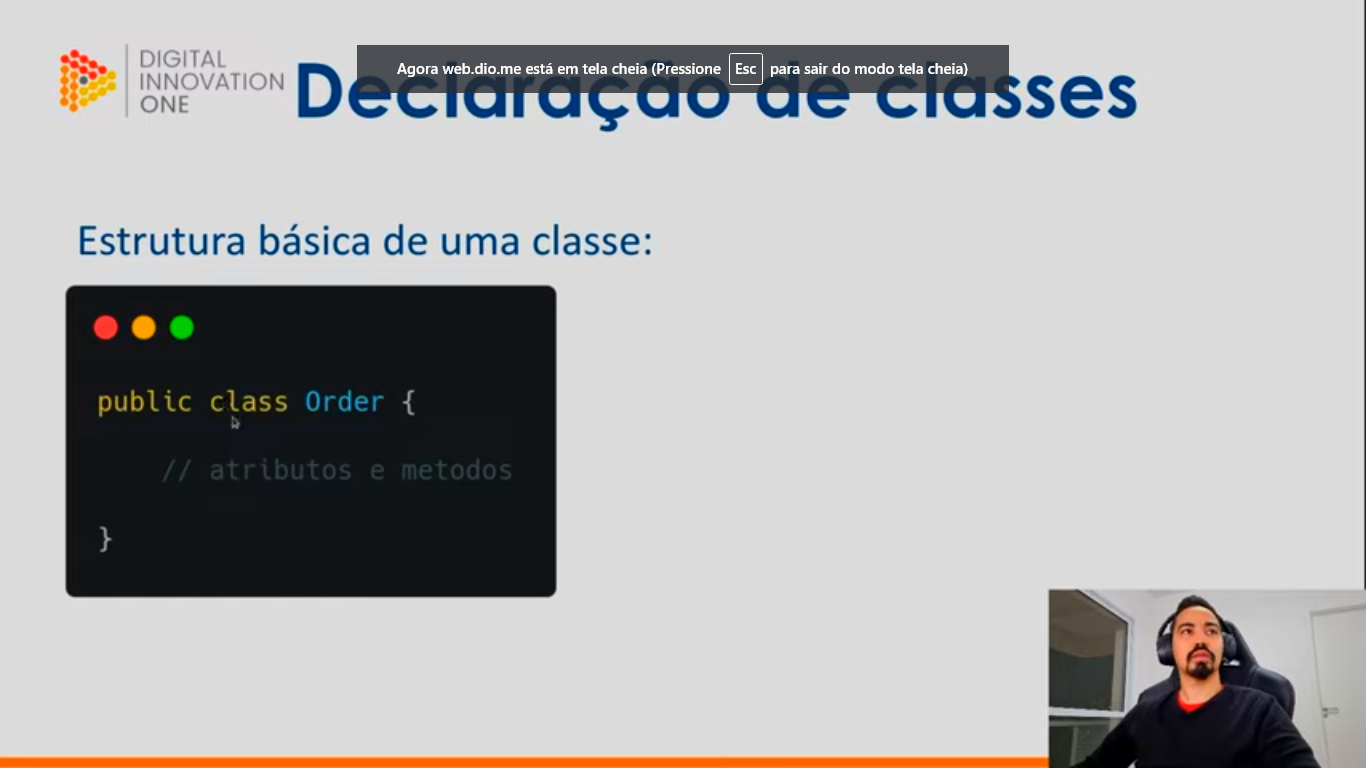 DIGITAL
INNOVATION
ONE
Agora web.dio.me está em tela cheia (Pressione Esc para sair do modo tela cheia)
Declaração de classes
Estrutura básica de uma classe:
public class Order {
// atributos e metodos
}